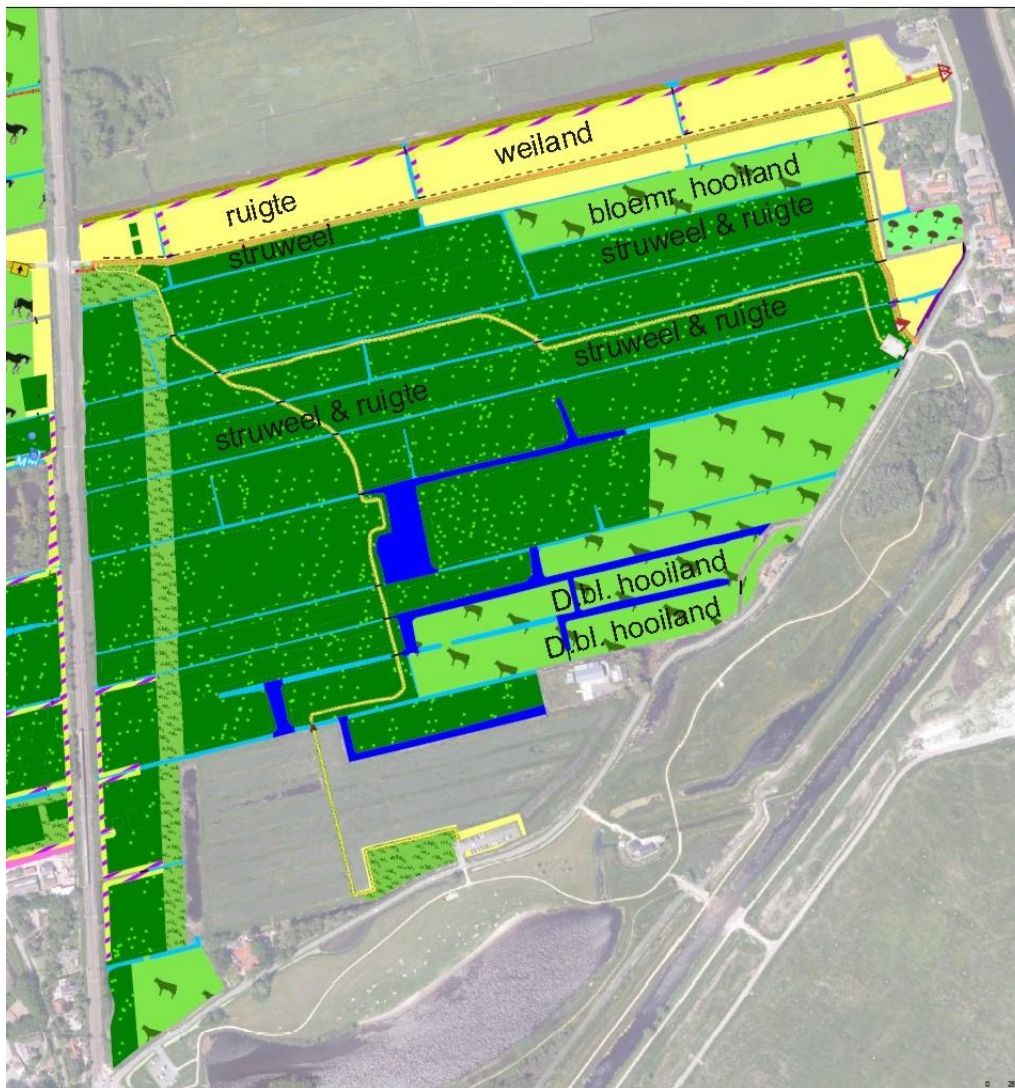 weiland
ruigte
bloemr. hooiland
struweel
struweel & ruigte
struweel & ruigte
struweel & ruigte
D.bl. hooiland
D.bl. hooiland